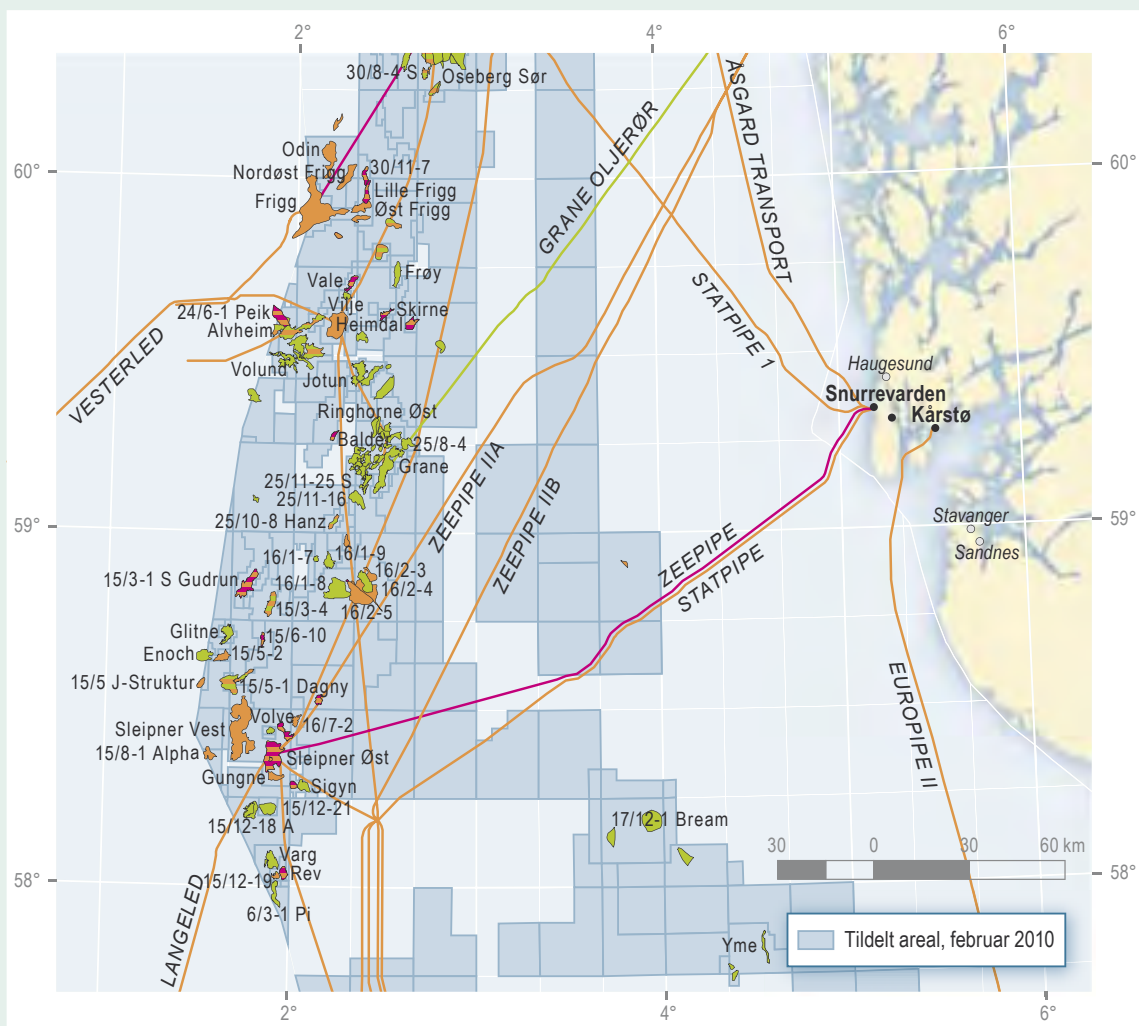 2°
4°
6°
30/8-4 S
Oseberg Sør
ÅSGARD TRANSPORT
60°
60°
Odin
Nordøst Frigg
30/11-7
Lille Frigg
Frigg
Øst Frigg
GRANE OLJERØR
Frøy
Vale
Vilje
Skirne
24/6-1 Peik
Heimdal
Alvheim
STATPIPE 1
VESTERLED
Volund
Jotun
Haugesund
Snurrevarden
Kårstø
Ringhorne Øst
Balder
25/8-4
Grane
25/11-25 S
25/11-16
ZEEPIPE IIA
ZEEPIPE IIB
25/10-8 Hanz
59°
59°
Stavanger
Sandnes
16/1-7
16/1-9
ZEEPIPE
STATPIPE
15/3-1 S Gudrun
16/1-8
16/2-3
16/2-4
15/3-4
16/2-5
Glitne
15/6-10
Enoch
15/5-2
15/5 J-Struktur
15/5-1 Dagny
EUROPIPE II
Volve
16/7-2
Sleipner Vest
15/8-1 Alpha
Sleipner Øst
Gungne
Sigyn
15/12-21
15/12-18 A
17/12-1 Bream
30
0
30
60 km
Varg
Rev
15/12-19
58°
58°
6/3-1 Pi
LANGELED
Yme
Tildelt areal, februar 2010
2°
4°
6°